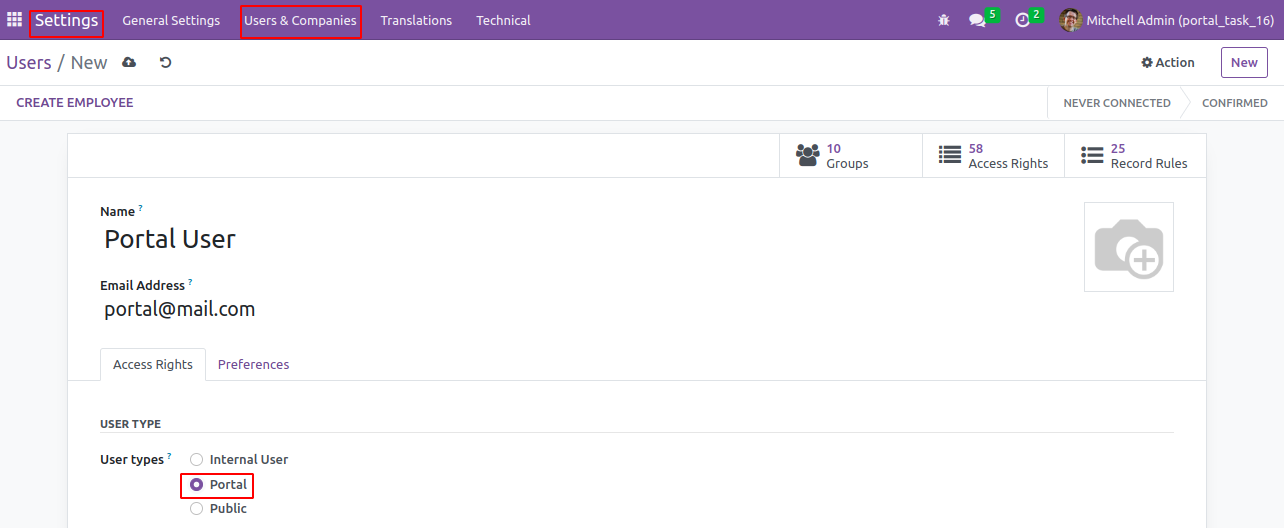 Settings General Settings Users & Companies Translations Technical 5 2 Mitchell Admin (portal_task_16)
Users / New Action New
CREATE EMPLOYEE NEVER CONNECTED CONFIRMED
10 Groups 58 Access Rights 25 Record Rules
Name ?
Portal User
Email Address ?
portal@mail.com
Access Rights Preferences
USER TYPE
User types ? Internal User
Portal
Public